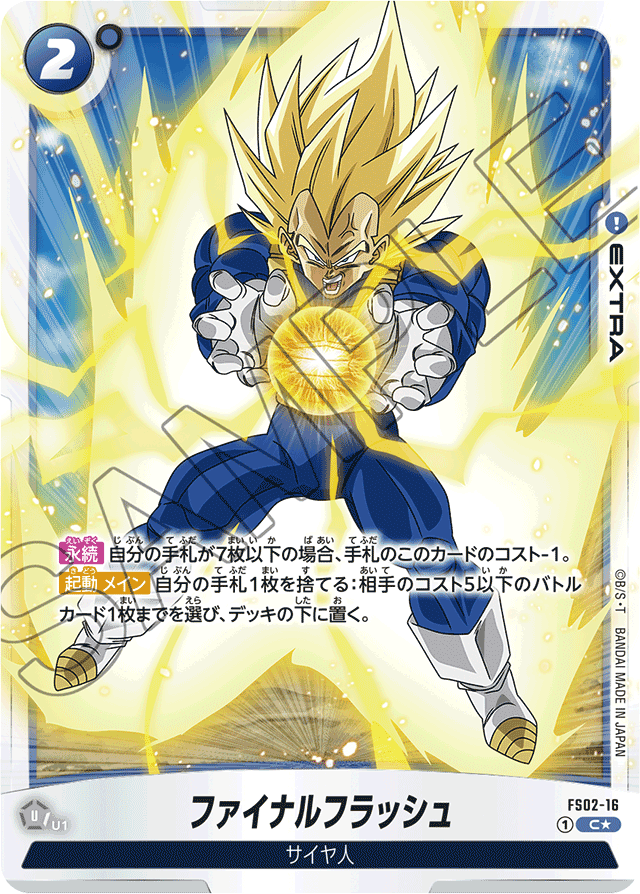 2
EXTRA
SAMPLE
永続 自分の手札が7枚以下の場合、手札のこのカードのコスト-1。
起動メイン 自分の手札1枚を捨てる：相手のコスト5以下のバトル
カード1枚までを選び、デッキの下に置く。
©B/S・T BANDAI MADE IN JAPAN
U/U1
ファイナルフラッシュ
FS02-16
1 C★
サイヤ人